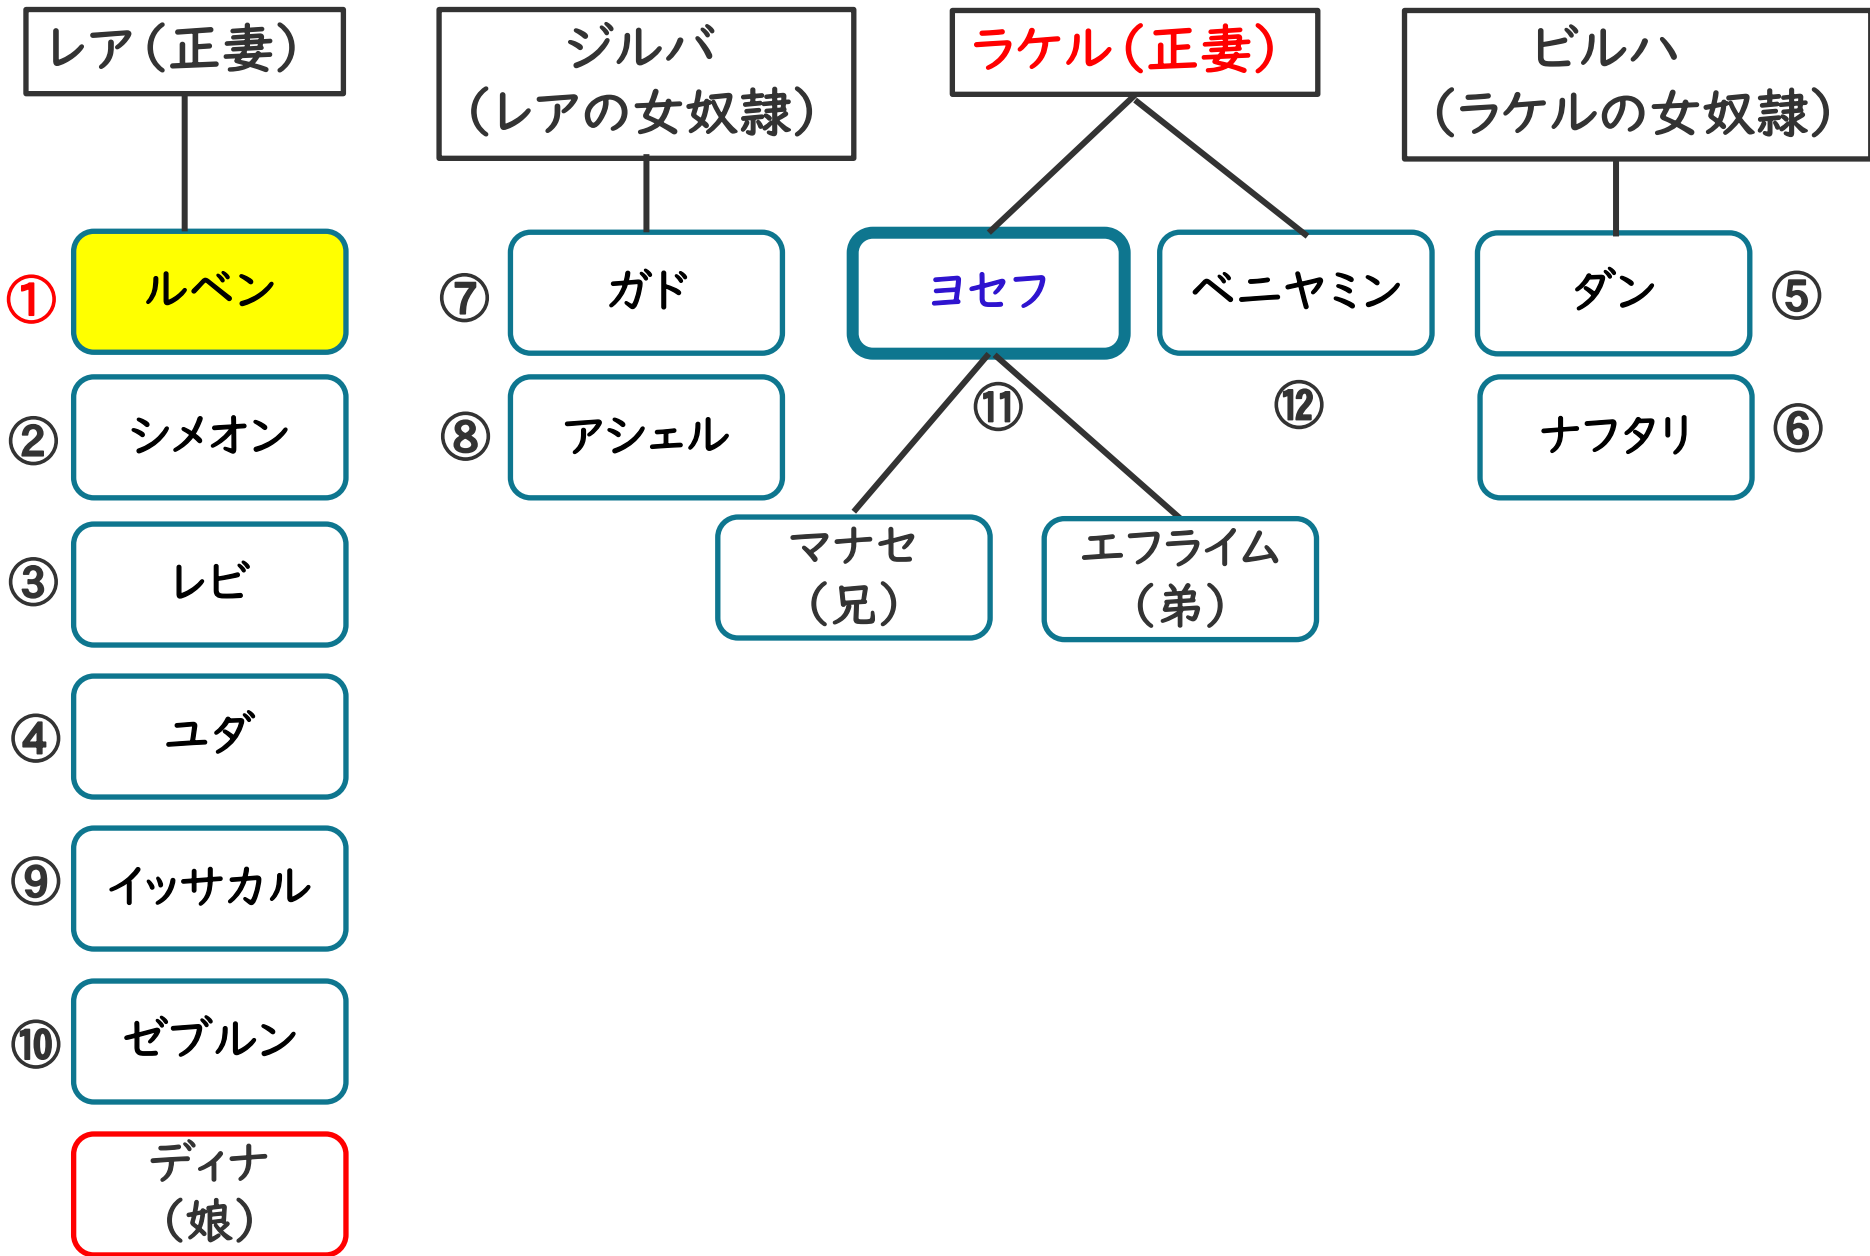 レア(正妻)
ジルバ
(レアの女奴隷)
ラケル(正妻)
ビルハ
(ラケルの女奴隷)
① ルベン
⑦ ガド
ヨセフ
ベニヤミン
ダン ⑤
② シメオン
⑧ アシェル
⑪
⑫
ナフタリ ⑥
③ レビ
マナセ
(兄)
エフライム
(弟)
④ ユダ
⑨ イッサカル
⑩ ゼブルン
ディナ
(娘)